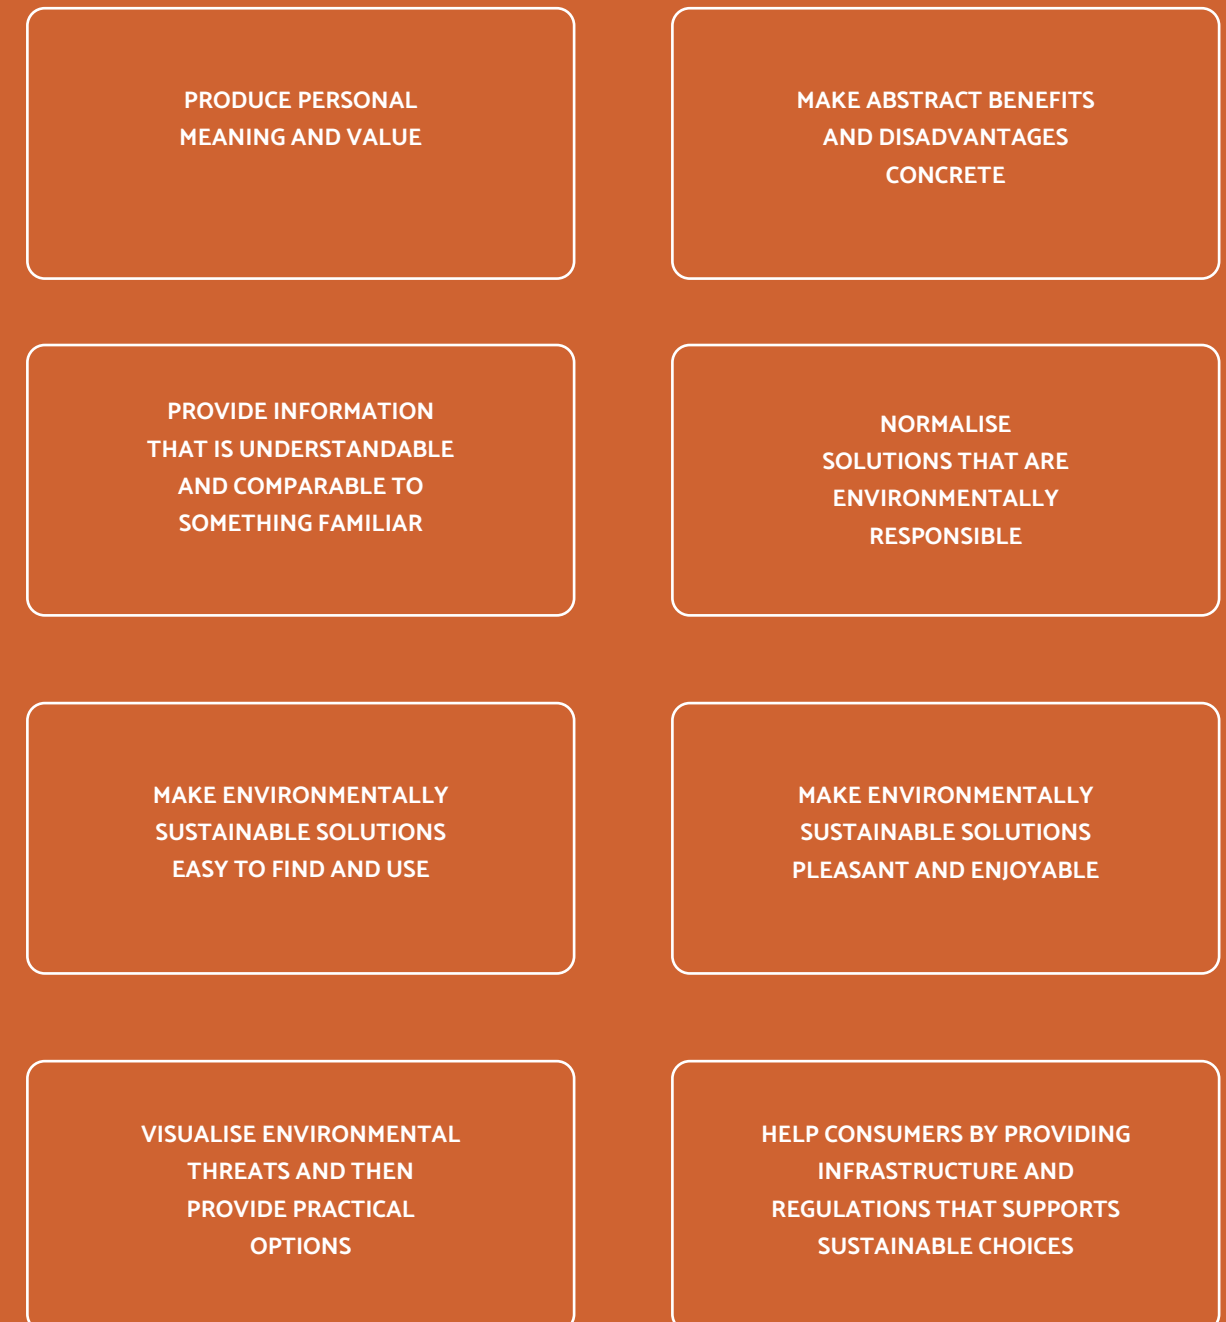 PRODUCE PERSONAL
MEANING AND VALUE
MAKE ABSTRACT BENEFITS
AND DISADVANTAGES
CONCRETE
PROVIDE INFORMATION
THAT IS UNDERSTANDABLE
AND COMPARABLE TO
SOMETHING FAMILIAR
NORMALISE
SOLUTIONS THAT ARE
ENVIRONMENTALLY
RESPONSIBLE
MAKE ENVIRONMENTALLY
SUSTAINABLE SOLUTIONS
EASY TO FIND AND USE
MAKE ENVIRONMENTALLY
SUSTAINABLE SOLUTIONS
PLEASANT AND ENJOYABLE
VISUALISE ENVIRONMENTAL
THREATS AND THEN
PROVIDE PRACTICAL
OPTIONS
HELP CONSUMERS BY PROVIDING
INFRASTRUCTURE AND
REGULATIONS THAT SUPPORTS
SUSTAINABLE CHOICES